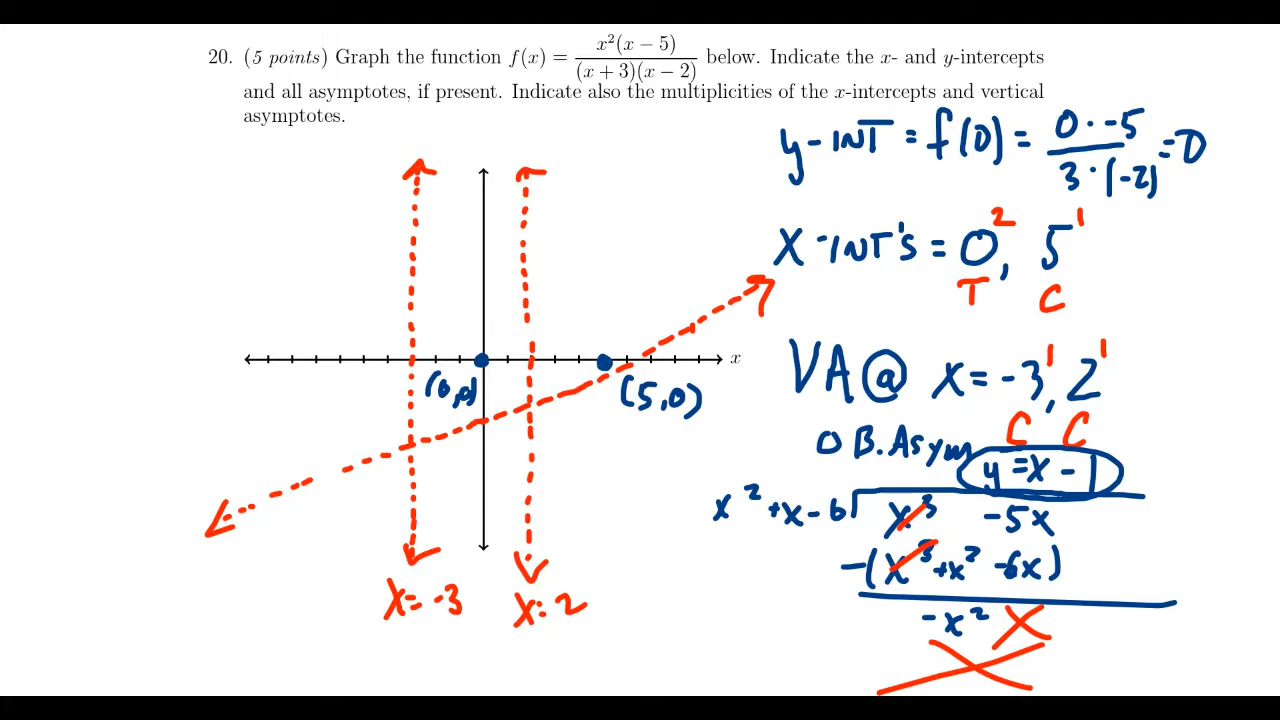 20. (5 points) Graph the function f(x) = x²(x − 5) / (x + 3)(x − 2) below. Indicate the x- and y-intercepts
and all asymptotes, if present. Indicate also the multiplicities of the x-intercepts and vertical
asymptotes.
y-INT = f(0) = 0 · -5 / 3 · (-2) = 0
X-INT'S = 0², 5¹
T C
x
(0,0)
(5,0)
VA @ x = -3¹, 2¹
C C
OB. Asym y = x - 1
x² + x - 6 x³ -5x
-(x³ + x² - 6x)
-x² x
X = -3
X = 2